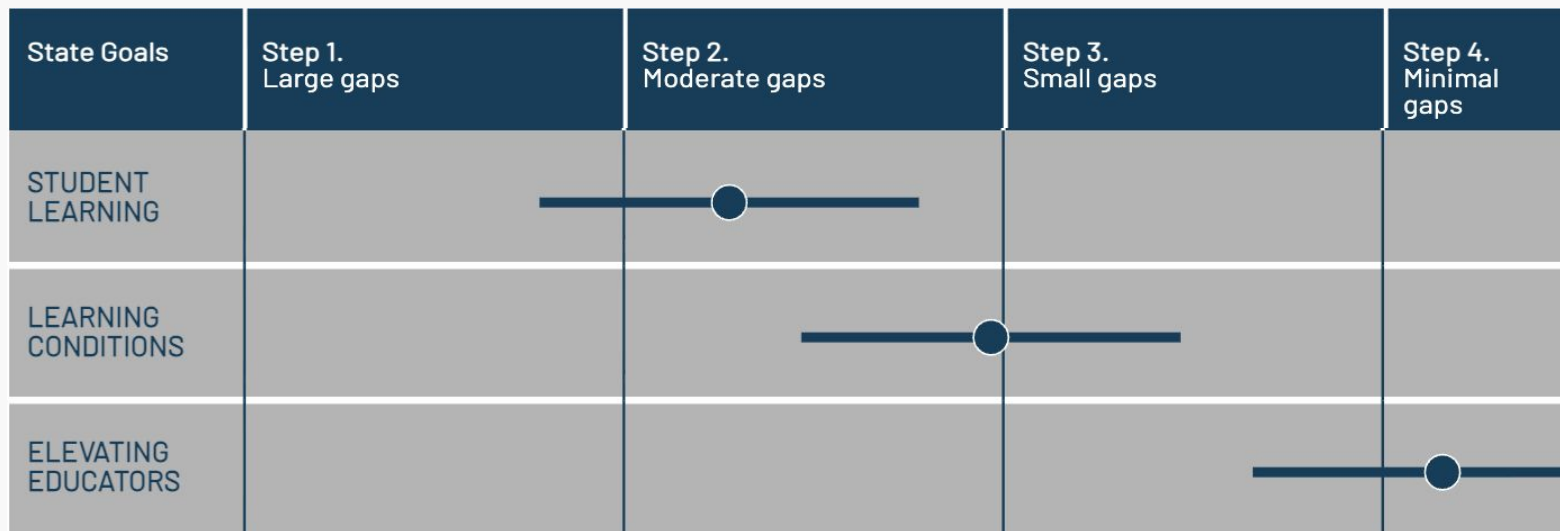 State Goals
Step 1.
Large gaps
Step 2.
Moderate gaps
Step 3.
Small gaps
Step 4.
Minimal
gaps
STUDENT
LEARNING
LEARNING
CONDITIONS
ELEVATING
EDUCATORS